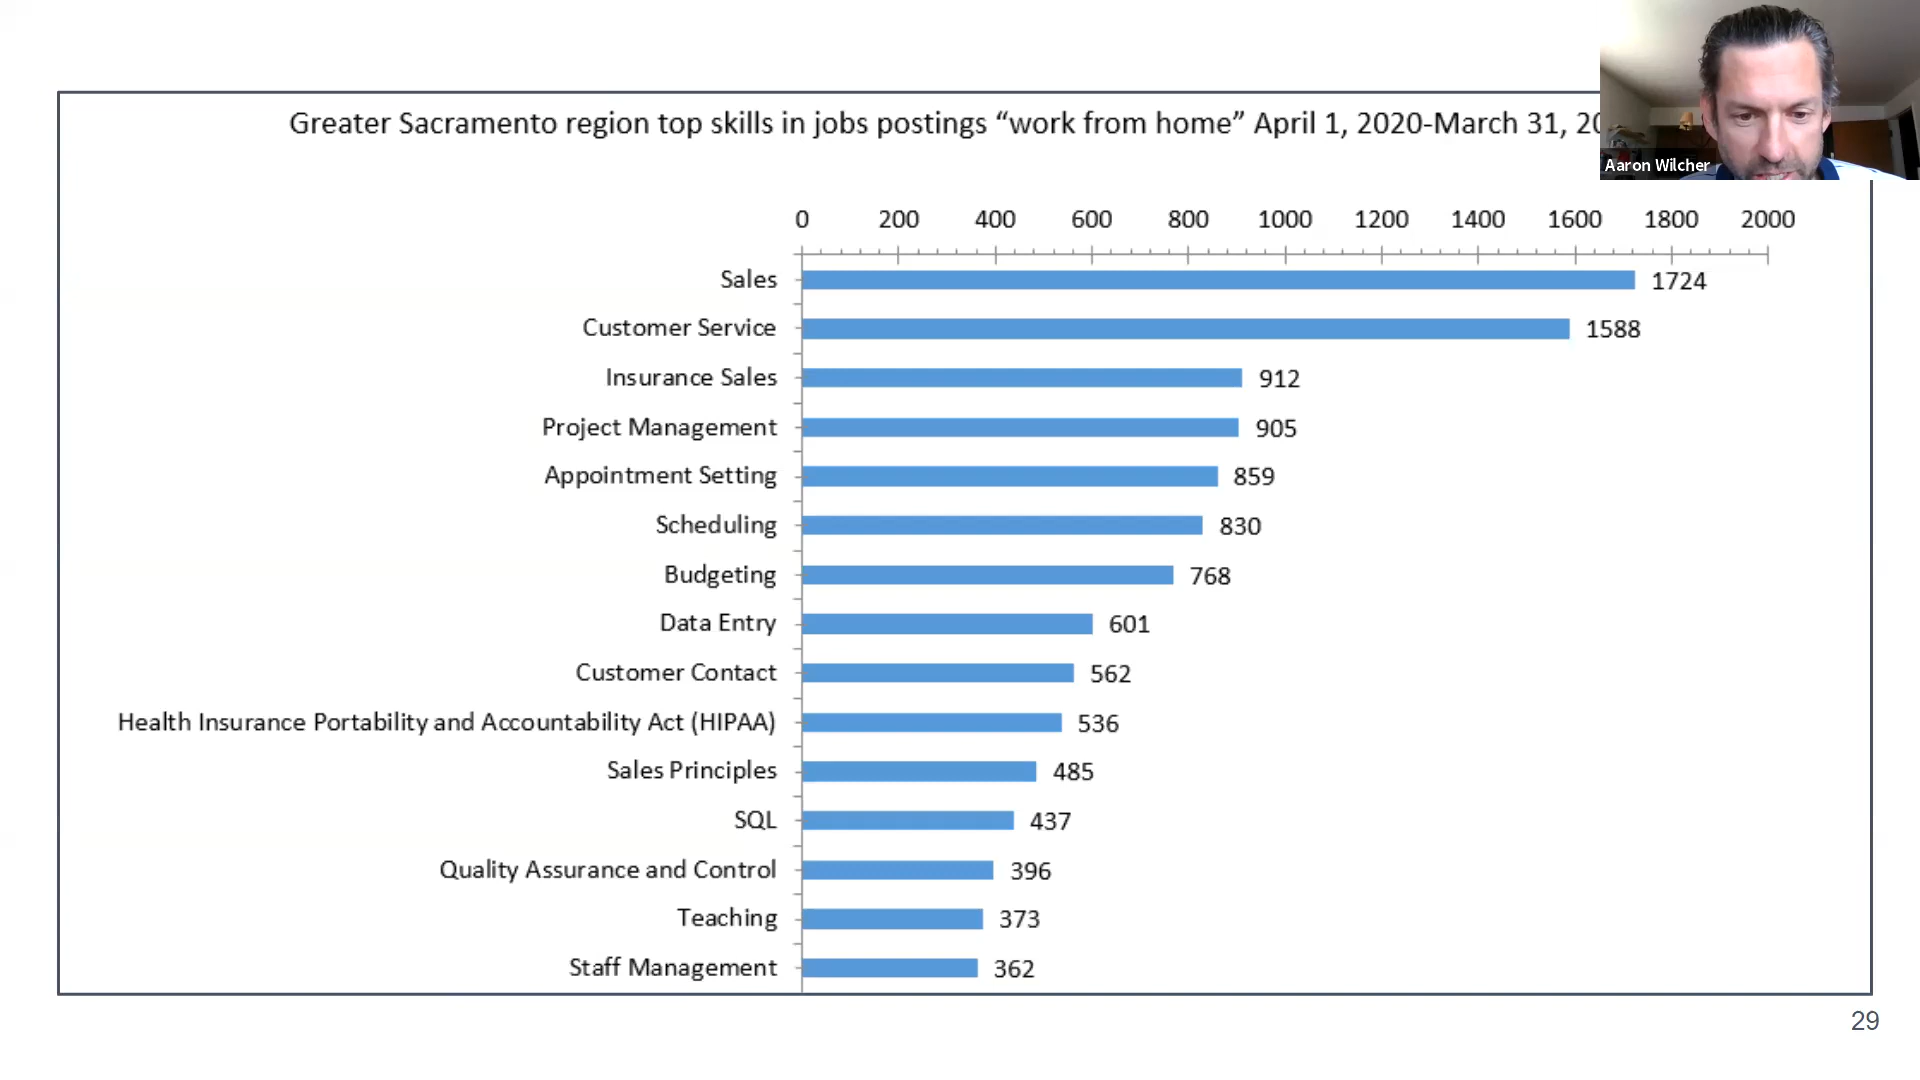 Greater Sacramento region top skills in jobs postings “work from home” April 1, 2020-March 31,
Aaron Wilcher
0 200 400 600 800 1000 1200 1400 1600 1800 2000
Sales 1724
Customer Service 1588
Insurance Sales 912
Project Management 905
Appointment Setting 859
Scheduling 830
Budgeting 768
Data Entry 601
Customer Contact 562
Health Insurance Portability and Accountability Act (HIPAA) 536
Sales Principles 485
SQL 437
Quality Assurance and Control 396
Teaching 373
Staff Management 362
29